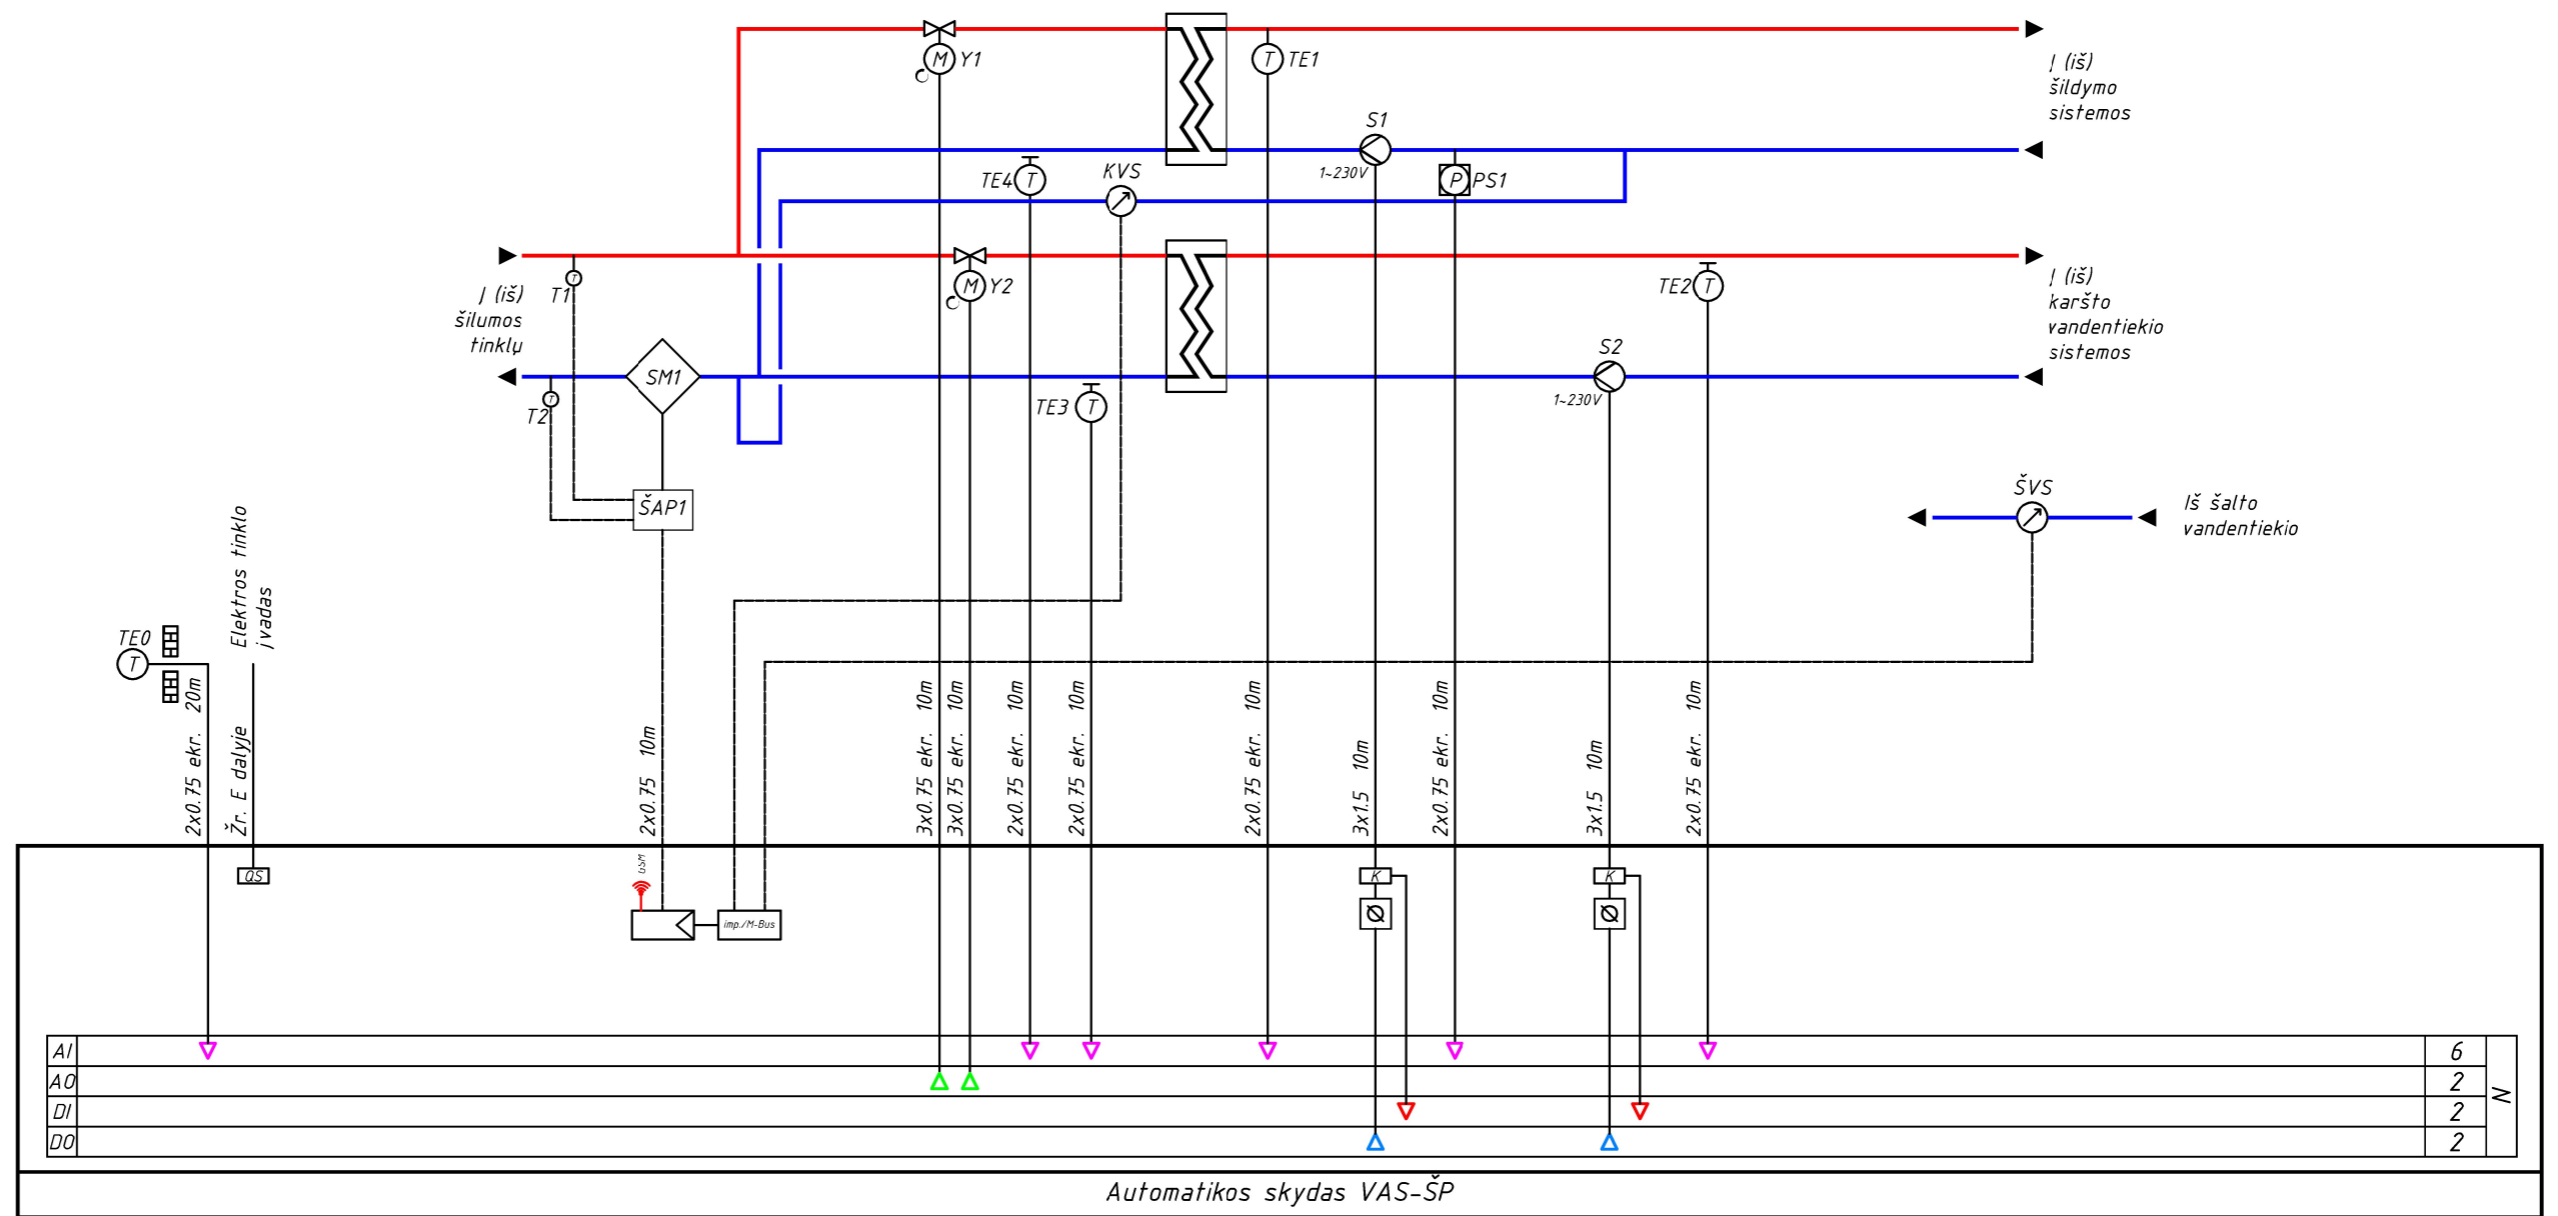 M
Y1
T
TE1
Į (iš)
šildymo
sistemos
S1
1~230V
TE4
T
KVS
P
PS1
T
T1
Į (iš)
šilumos
tinklų
M
Y2
TE2
T
Į (iš)
karšto
vandentiekio
sistemos
S2
1~230V
SM1
T
T2
TE3
T
ŠAP1
ŠVS
Iš šalto
vandentiekio
Elektros tinklo
įvadas
TE0
T
2x0.75 ekr. 20m
Žr. E dalyje
2x0.75 10m
3x0.75 ekr. 10m
3x0.75 ekr. 10m
2x0.75 ekr. 10m
2x0.75 ekr. 10m
2x0.75 ekr. 10m
3x1.5 10m
2x0.75 ekr. 10m
3x1.5 10m
2x0.75 ekr. 10m
QS
GSM
imp./M-Bus
K
K
AI
6
AO
2
DI
2
DO
2
N
Automatikos skydas VAS-ŠP